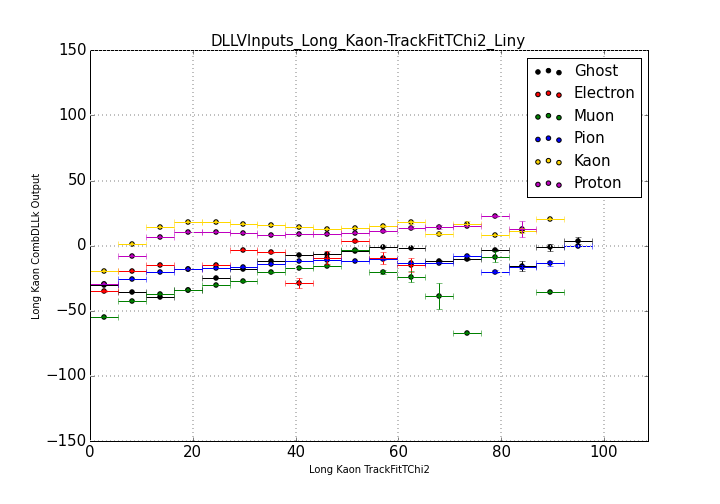 DLLVInputs_Long_Kaon-TrackFitTChi2_Liny
150
100
50
0
−50
−100
−150
Long Kaon CombDLLk Output
Ghost
Electron
Muon
Pion
Kaon
Proton
0 20 40 60 80 100
Long Kaon TrackFitTChi2